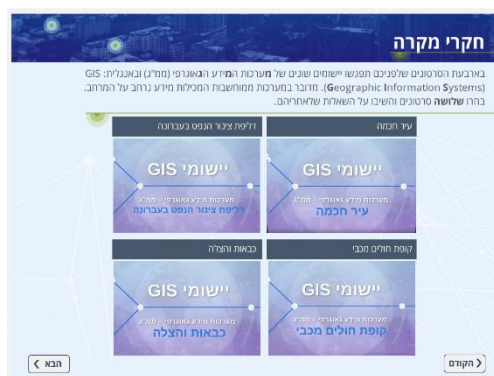 חקרי מקרה
בארבעת הסרטונים שלפניכם תפגשו יישומים שונים של מערכות המידע הגאוגרפי (ממ"ג) ובאנגלית: GIS
(Geographic Information Systems). מדובר במערכות ממוחשבות המכילות מידע נרחב על המרחב.
בחרו שלושה סרטונים והשיבו על השאלות שלאחריהם.
עיר חכמה
יישומי GIS
מערכות מידע גאוגרפי - ממ"ג
עיר חכמה
דליפת צינור הנפט בעברונה
יישומי GIS
מערכות מידע גאוגרפי - ממ"ג
דליפת צינור הנפט בעברונה
קופת חולים מכבי
יישומי GIS
מערכות מידע גאוגרפי - ממ"ג
קופת חולים מכבי
כבאות והצלה
יישומי GIS
מערכות מידע גאוגרפי - ממ"ג
כבאות והצלה
הקודם
הבא